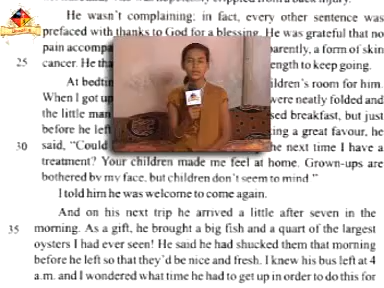 crippled from a back injury.
He wasn't complaining; in fact, every other sentence was
prefaced with thanks to God for a blessing. He was grateful that no
pain, a form of skin
25 cancer. He ength to keep going.
At ildren's room for him.
When I got up were neatly folded and
the little man breakfast, but just
before he left a great favour, he
30 said, "Could he next time I have a
treatment? Your children made me feel at home. Grown-ups are
bothered by my face, but children don't seem to mind."
I told him he was welcome to come again.
And on his next trip he arrived a little after seven in the
35 morning. As a gift, he brought a big fish and a quart of the largest
oysters I had ever seen! He said he had shucked them that morning
before he left so that they'd be nice and fresh. I knew his bus left at 4
a.m. and I wondered what time he had to get up in order to do this for